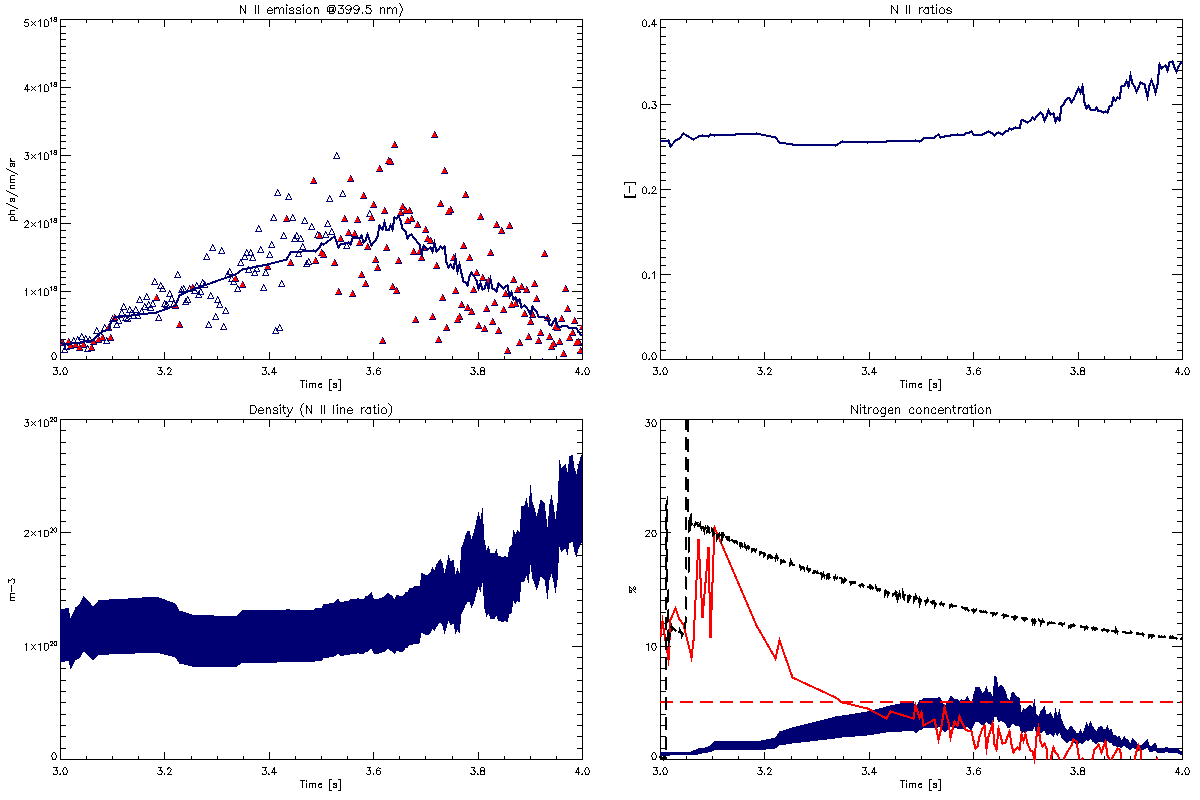 N II emission @399.5 nm)
5×10¹⁸
4×10¹⁸
3×10¹⁸
2×10¹⁸
1×10¹⁸
0
ph/s/nm/sr
3.0 3.2 3.4 3.6 3.8 4.0
Time [s]
N II ratios
0.4
0.3
0.2
0.1
0.0
[-]
3.0 3.2 3.4 3.6 3.8 4.0
Time [s]
Density (N II line ratio)
3×10²⁰
2×10²⁰
1×10²⁰
0
m-3
3.0 3.2 3.4 3.6 3.8 4.0
Time [s]
Nitrogen concentration
30
20
10
0
%
3.0 3.2 3.4 3.6 3.8 4.0
Time [s]